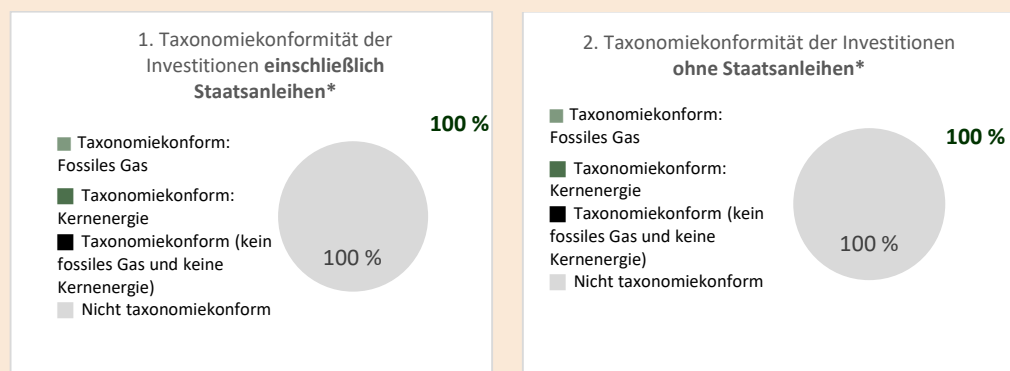 1. Taxonomiekonformität der
Investitionen einschließlich
Staatsanleihen*
100 %
Taxonomiekonform:
Fossiles Gas
Taxonomiekonform:
Kernenergie
Taxonomiekonform (kein
fossiles Gas und keine
Kernenergie)
Nicht taxonomiekonform
100 %
2. Taxonomiekonformität der Investitionen
ohne Staatsanleihen*
100 %
Taxonomiekonform:
Fossiles Gas
Taxonomiekonform:
Kernenergie
Taxonomiekonform (kein
fossiles Gas und keine
Kernenergie)
Nicht taxonomiekonform
100 %